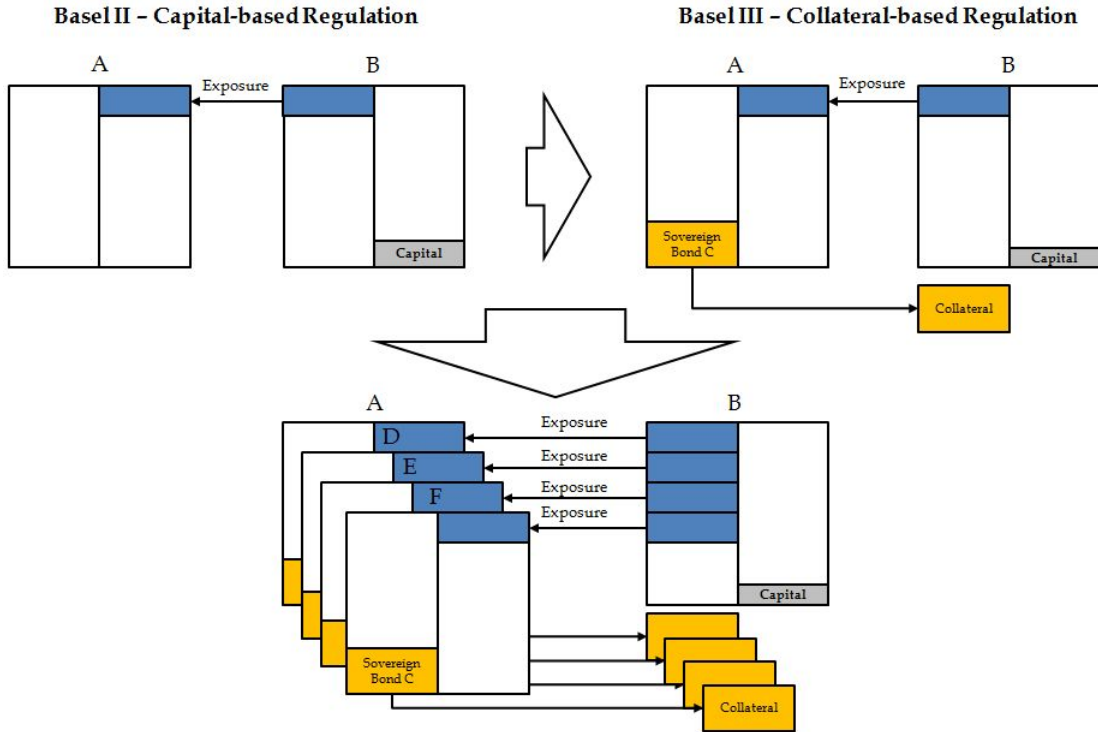 Basel II – Capital-based Regulation
Basel III – Collateral-based Regulation
A
B
Exposure
Capital
A
B
Exposure
Sovereign
Bond C
Capital
Collateral
A
B
D
Exposure
E
Exposure
F
Exposure
Exposure
Capital
Sovereign
Bond C
Collateral